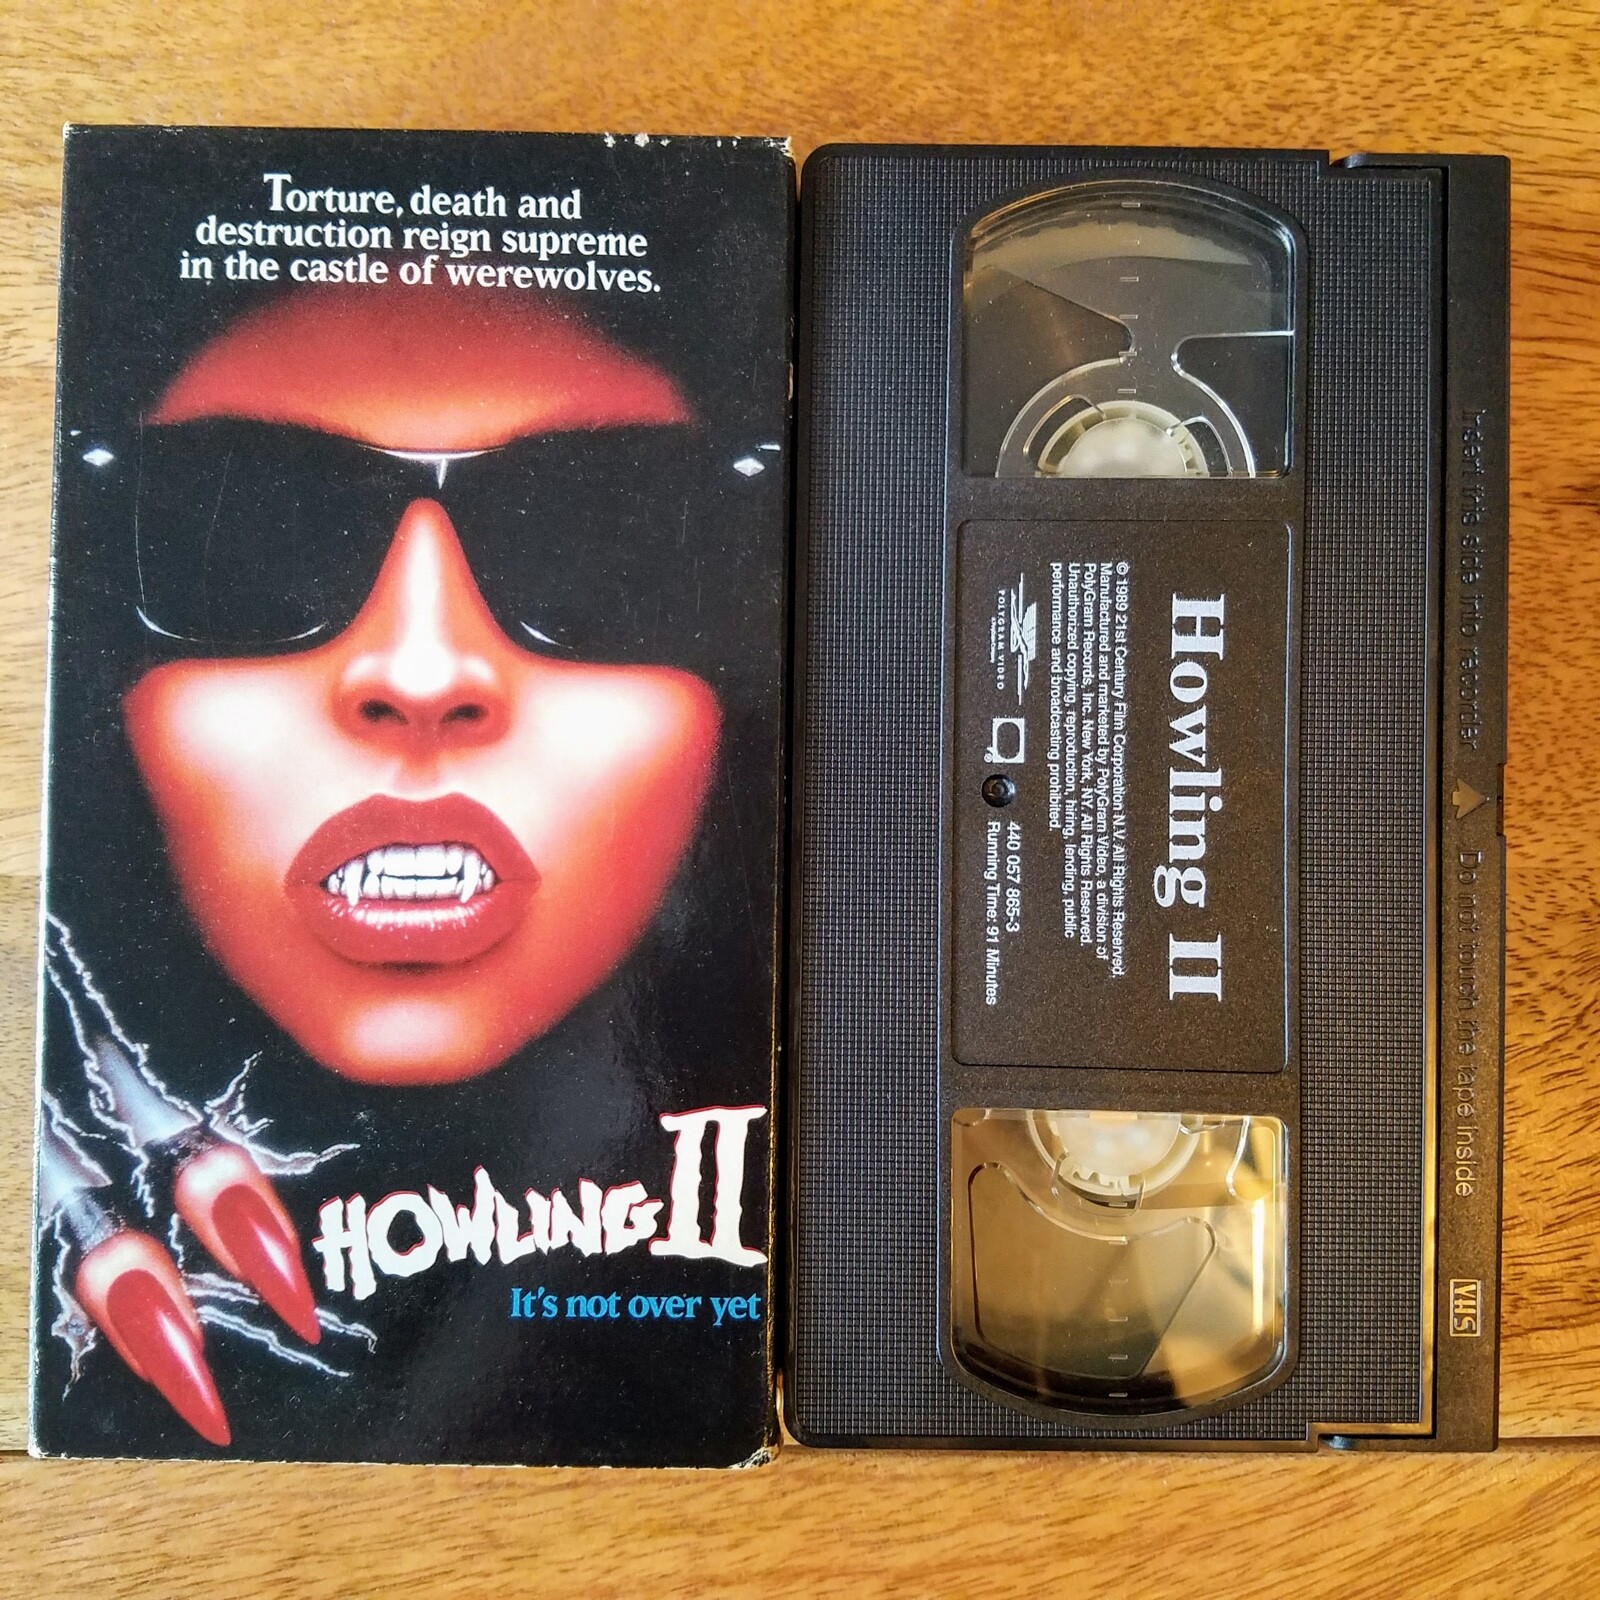 Torture, death and
destruction reign supreme
in the castle of werewolves.
HOWLING II
It's not over yet
Howling II
© 1989 21st Century Film Corporation N.V. All Rights Reserved.
Manufactured and marketed by PolyGram Video, a division of
PolyGram Records, Inc. New York, NY. All Rights Reserved.
Unauthorized copying, reproduction, hiring, lending, public
performance and broadcasting prohibited.
POLYGRAM VIDEO
440 057 865-3
Running Time: 91 Minutes
Insert this side into recorder
Do not touch the tape inside
VHS